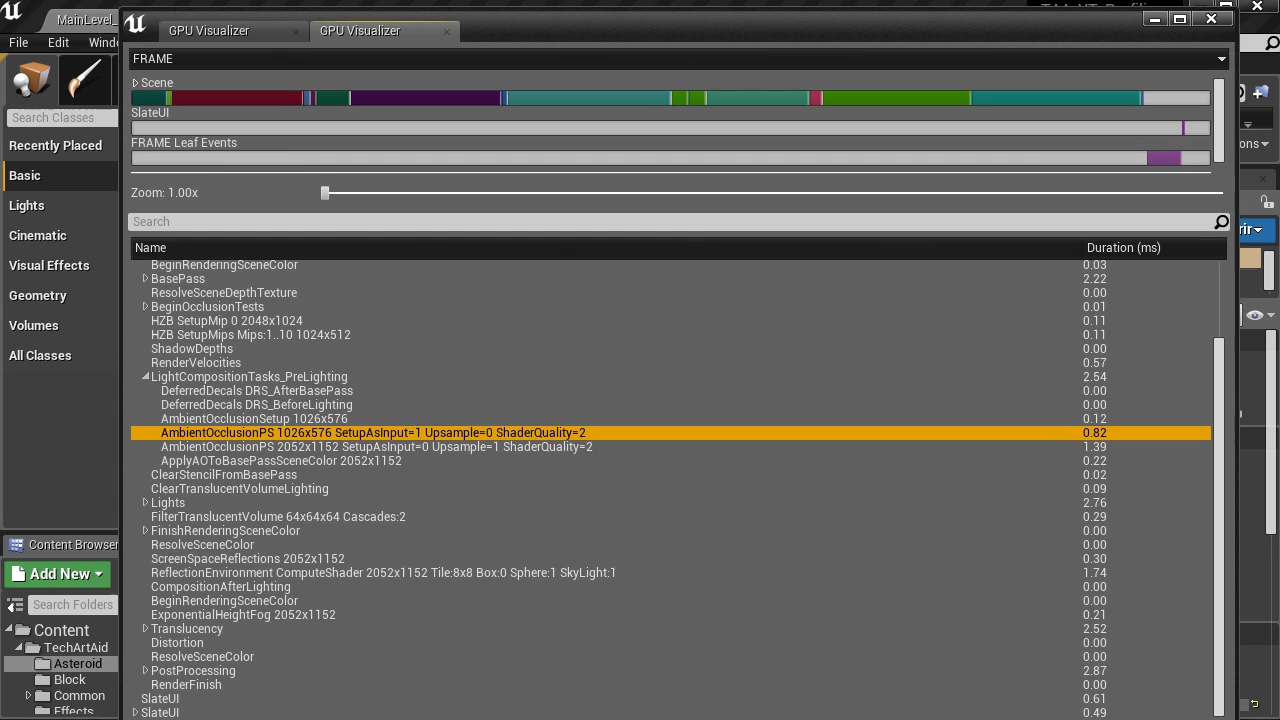 MainLevel_
GPU Visualizer
GPU Visualizer
File Edit Windo
FRAME
Scene
SlateUI
FRAME Leaf Events
Zoom: 1.00x
Search
Name Duration (ms)
BeginRenderingSceneColor 0.03
BasePass 2.22
ResolveSceneDepthTexture 0.00
BeginOcclusionTests 0.01
HZB SetupMip 0 2048x1024 0.11
HZB SetupMips Mips:1..10 1024x512 0.11
ShadowDepths 0.00
RenderVelocities 0.57
LightCompositionTasks_PreLighting 2.54
DeferredDecals DRS_AfterBasePass 0.00
DeferredDecals DRS_BeforeLighting 0.00
AmbientOcclusionSetup 1026x576 0.12
AmbientOcclusionPS 1026x576 SetupAsInput=1 Upsample=0 ShaderQuality=2 0.82
AmbientOcclusionPS 2052x1152 SetupAsInput=0 Upsample=1 ShaderQuality=2 1.39
ApplyAOToBasePassSceneColor 2052x1152 0.22
ClearStencilFromBasePass 0.02
ClearTranslucentVolumeLighting 0.09
Lights 2.76
FilterTranslucentVolume 64x64x64 Cascades:2 0.29
FinishRenderingSceneColor 0.00
ResolveSceneColor 0.00
ScreenSpaceReflections 2052x1152 0.30
ReflectionEnvironment ComputeShader 2052x1152 Tile:8x8 Box:0 Sphere:1 SkyLight:1 1.74
CompositionAfterLighting 0.00
BeginRenderingSceneColor 0.00
ExponentialHeightFog 2052x1152 0.21
Translucency 2.52
Distortion 0.00
ResolveSceneColor 0.00
PostProcessing 2.87
RenderFinish 0.00
SlateUI 0.61
SlateUI 0.49
Search Classes
Recently Placed
Basic
Lights
Cinematic
Visual Effects
Geometry
Volumes
All Classes
Content Browser
Add New
Search Folders
Content
TechArtAid
Asteroid
Block
Common
Effects